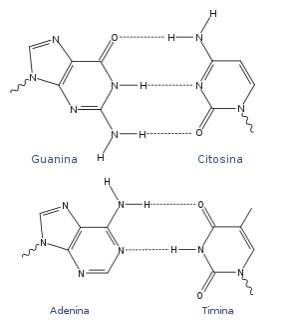 H
N O H N
N H N
N N N
N H O
H
Guanina Citosina
H
N N H O
N N H N
N O N
Adenina Timina